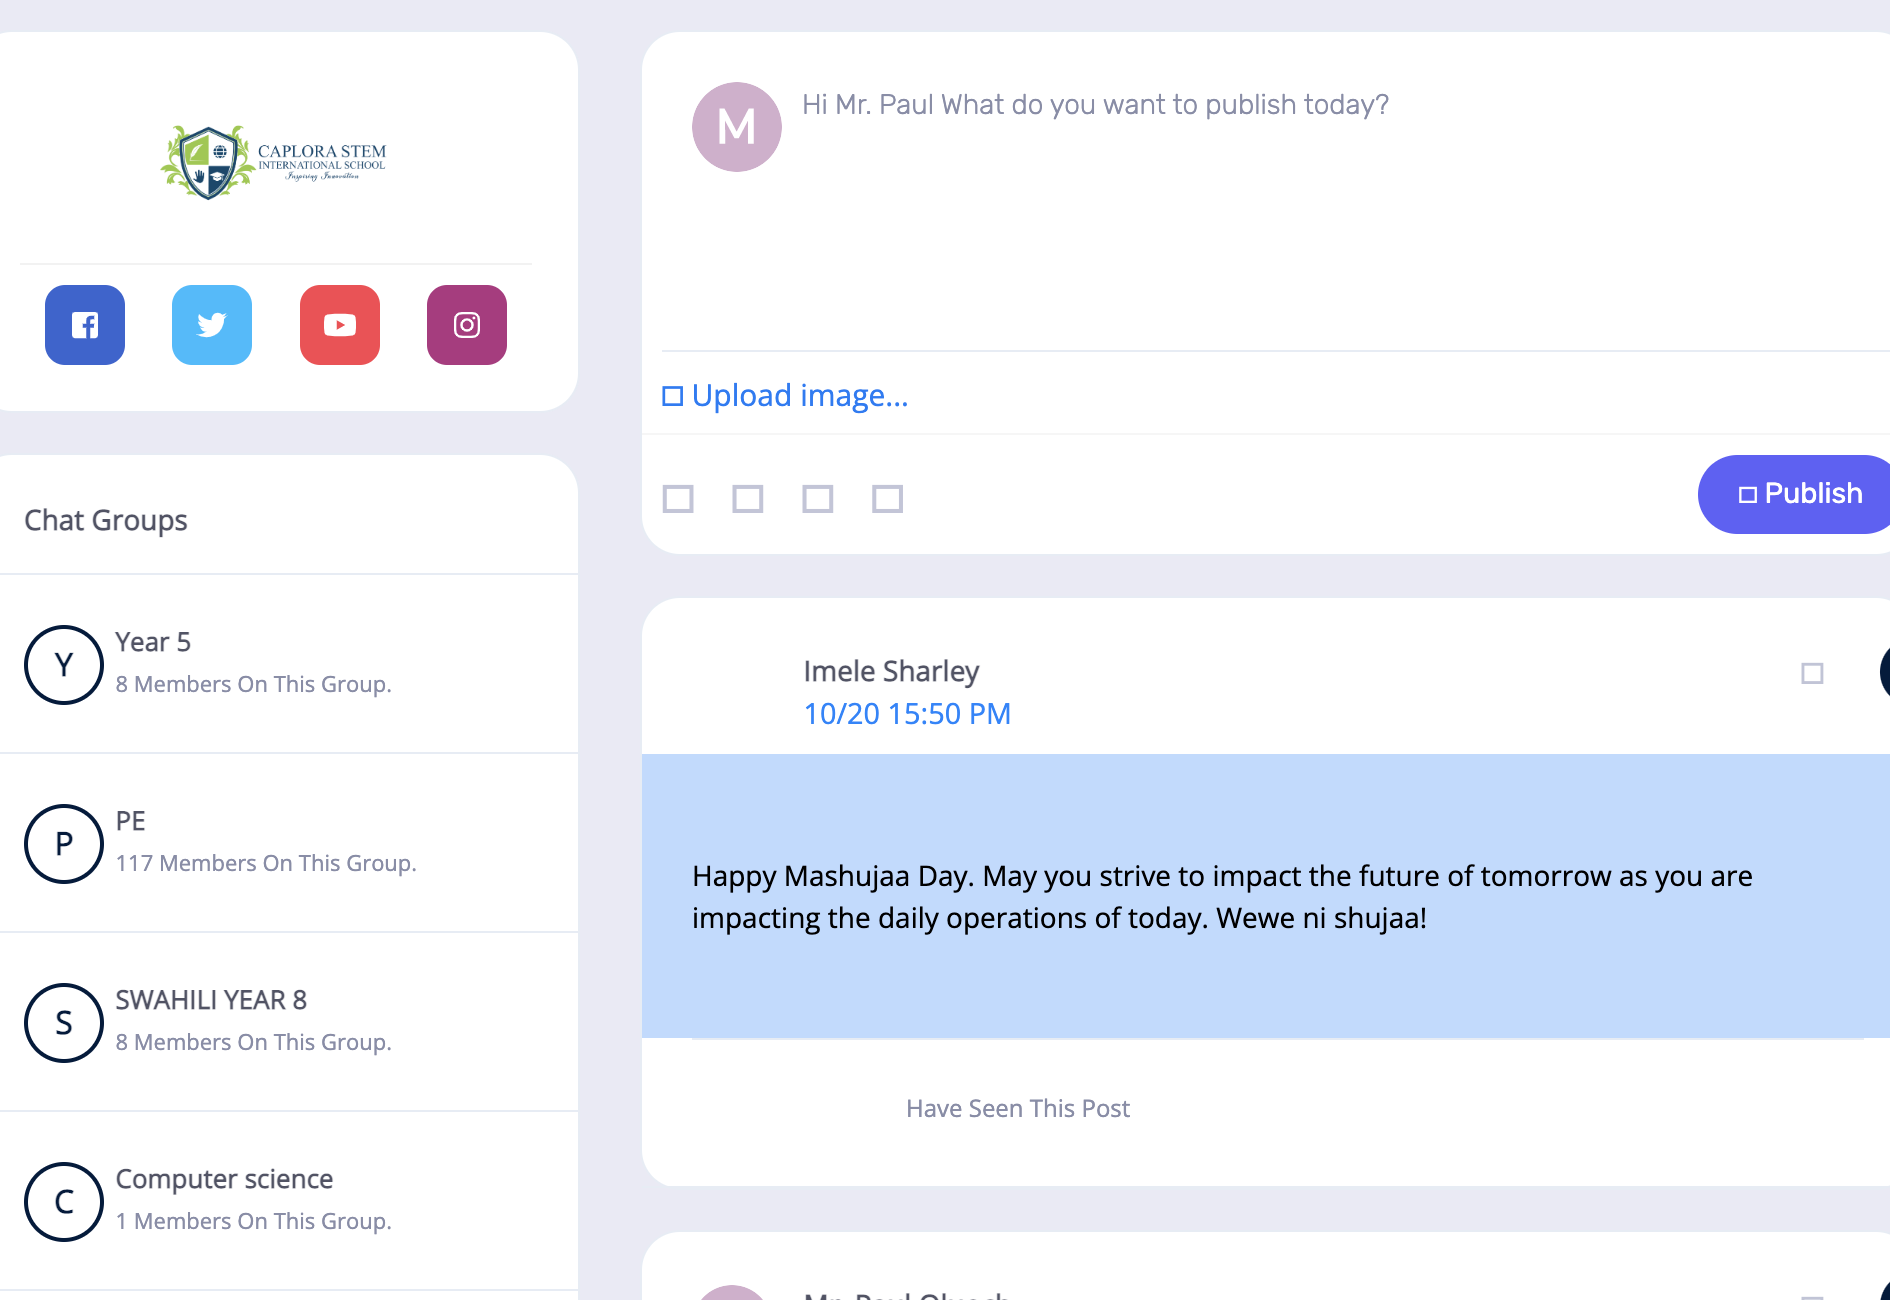 CAPLORA STEM
INTERNATIONAL SCHOOL
Inspiring Innovation
Chat Groups
Y
Year 5
8 Members On This Group.
P
PE
117 Members On This Group.
S
SWAHILI YEAR 8
8 Members On This Group.
C
Computer science
1 Members On This Group.
M
Hi Mr. Paul What do you want to publish today?
Upload image...
Publish
Imele Sharley
10/20 15:50 PM
Happy Mashujaa Day. May you strive to impact the future of tomorrow as you are
impacting the daily operations of today. Wewe ni shujaa!
Have Seen This Post
Mr. Paul